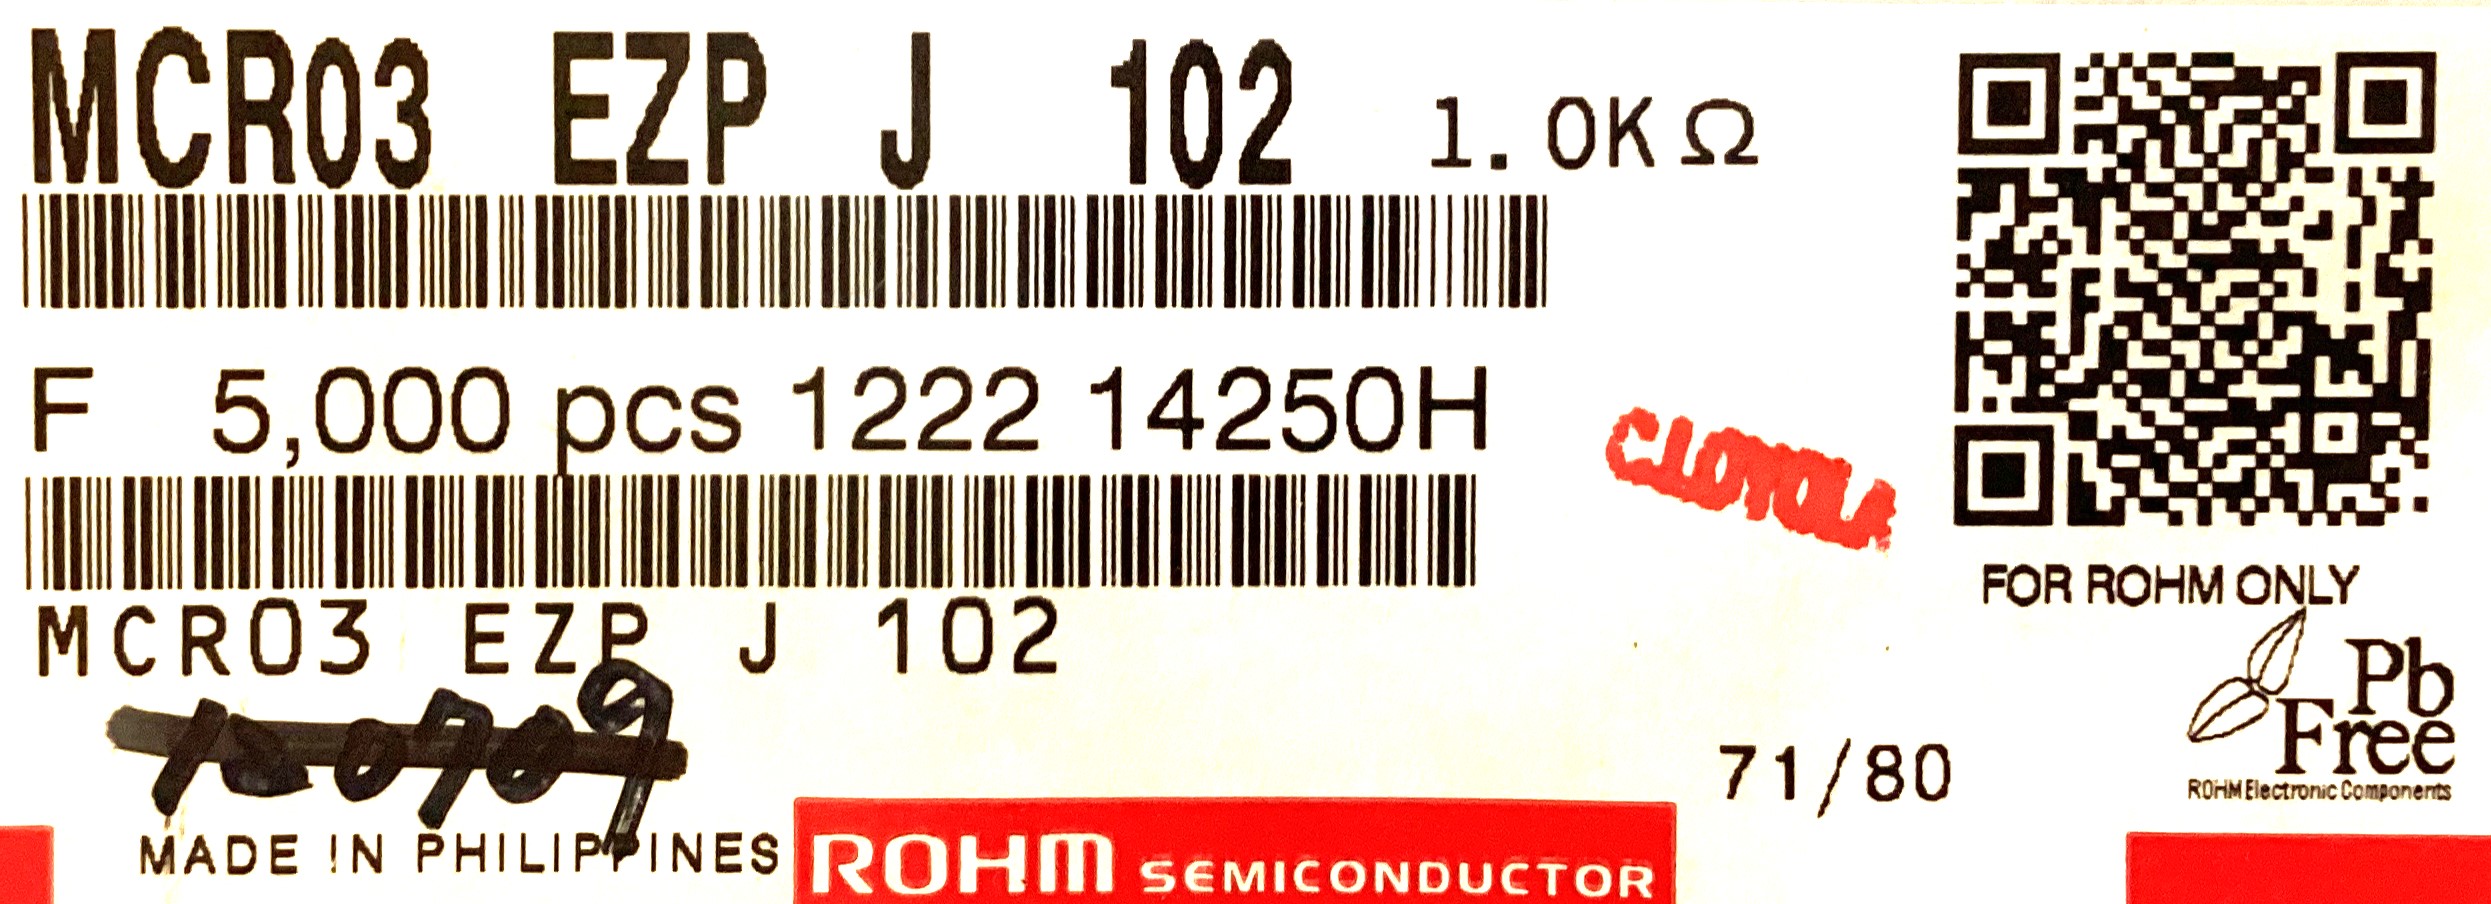 MCR03 EZP J 102 1.0KΩ
F 5,000 pcs 1222 14250H
C.LOYOLA
FOR ROHM ONLY
MCR03 EZP J 102
Pb
Free
ROHM Electronic Components
71/80
MADE IN PHILIPPINES
ROHM SEMICONDUCTOR